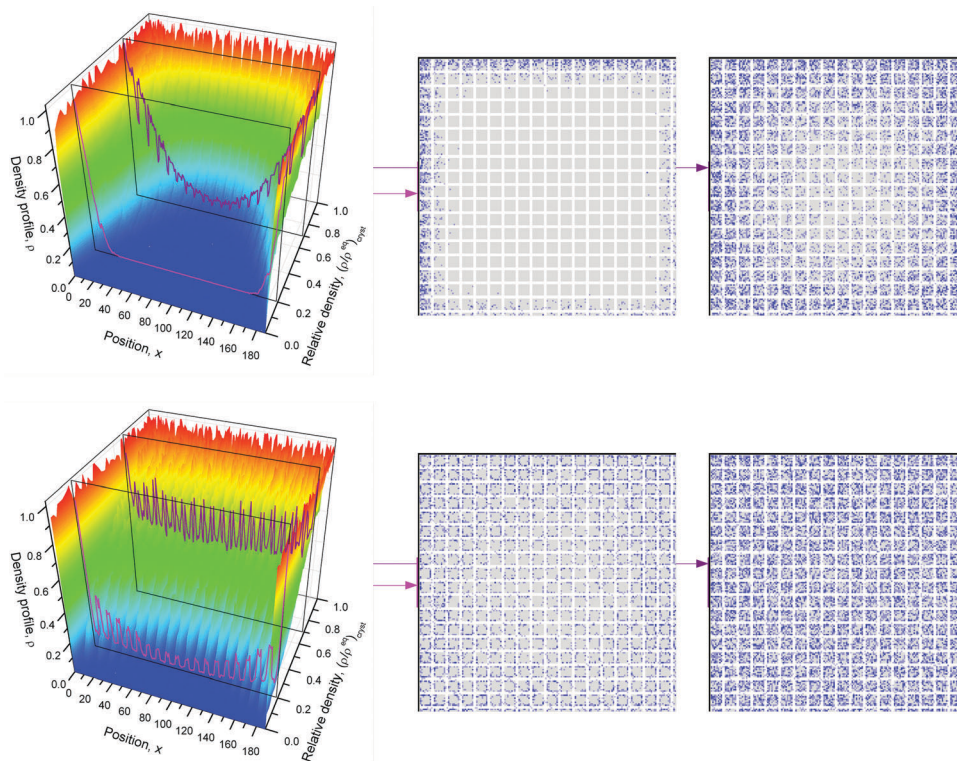 1.0
0.8
0.6
0.4
0.2
0.0
Density profile, ρ
0 20 40 60 80 100 120 140 160 180
Position, x
0.0 0.2 0.4 0.6 0.8 1.0
Relative density, (ρ/ρ^eq)_cryst
1.0
0.8
0.6
0.4
0.2
0.0
Density profile, ρ
0 20 40 60 80 100 120 140 160 180
Position, x
0.0 0.2 0.4 0.6 0.8 1.0
Relative density, (ρ/ρ^eq)_cryst